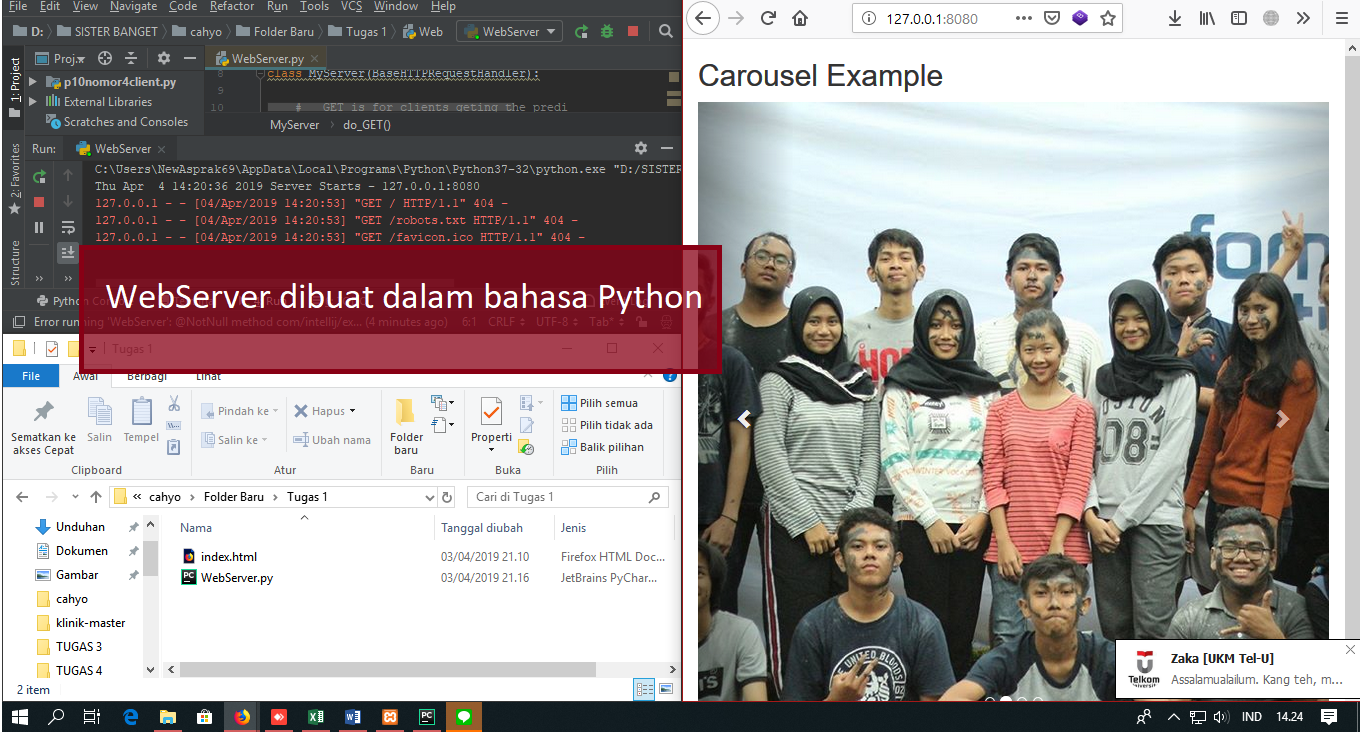 File Edit View Navigate Code Refactor Run Tools VCS Window Help
D: SISTER BANGET cahyo Folder Baru Tugas 1 Web WebServer
1: Project
Proj...
p10nomor4client.py
External Libraries
Scratches and Consoles
WebServer.py
8 class MyServer(BaseHTTPRequestHandler):
9
10 # GET is for clients geting the predi
MyServer › do_GET()
Run: WebServer
2: Favorites
Structure
C:\Users\NewAsprak69\AppData\Local\Programs\Python\Python37-32\python.exe "D:/SISTER
Thu Apr  4 14:20:36 2019 Server Starts - 127.0.0.1:8080
127.0.0.1 - - [04/Apr/2019 14:20:53] "GET / HTTP/1.1" 404 -
127.0.0.1 - - [04/Apr/2019 14:20:53] "GET /robots.txt HTTP/1.1" 404 -
127.0.0.1 - - [04/Apr/2019 14:20:53] "GET /favicon.ico HTTP/1.1" 404 -
WebServer dibuat dalam bahasa Python
Error running 'WebServer': @NotNull method com/intellij/ex... (4 minutes ago) 6:1 CRLF UTF-8 Tab*
Tugas 1
File Awal Berbagi Lihat
Sematkan ke akses Cepat
Salin
Tempel
Clipboard
Pindah ke
Salin ke
Hapus
Ubah nama
Atur
Folder baru
Baru
Properti
Buka
Pilih semua
Pilih tidak ada
Balik pilihan
Pilih
« cahyo › Folder Baru › Tugas 1
Cari di Tugas 1
Unduhan
Dokumen
Gambar
cahyo
klinik-master
TUGAS 3
TUGAS 4
Nama Tanggal diubah Jenis
index.html 03/04/2019 21.10 Firefox HTML Doc...
WebServer.py 03/04/2019 21.16 JetBrains PyChar...
2 item
127.0.0.1:8080
Carousel Example
fom
BOSTON
08
UNITED BLOODS
Telkom
Zaka [UKM Tel-U]
Assalamualailum. Kang teh, m...
IND 14.24